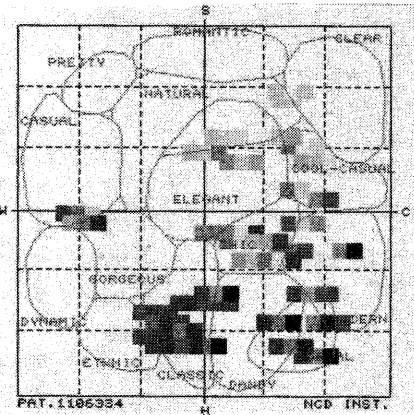 S
ROMANTIC
CLEAR
PRETTY
NATURAL
CASUAL
COOL-CASUAL
ELEGANT
W
C
GORGEOUS
DYNAMIC
ETHNIC
CLASSIC
DANDY
H
PAT.1106334
NCD INST.